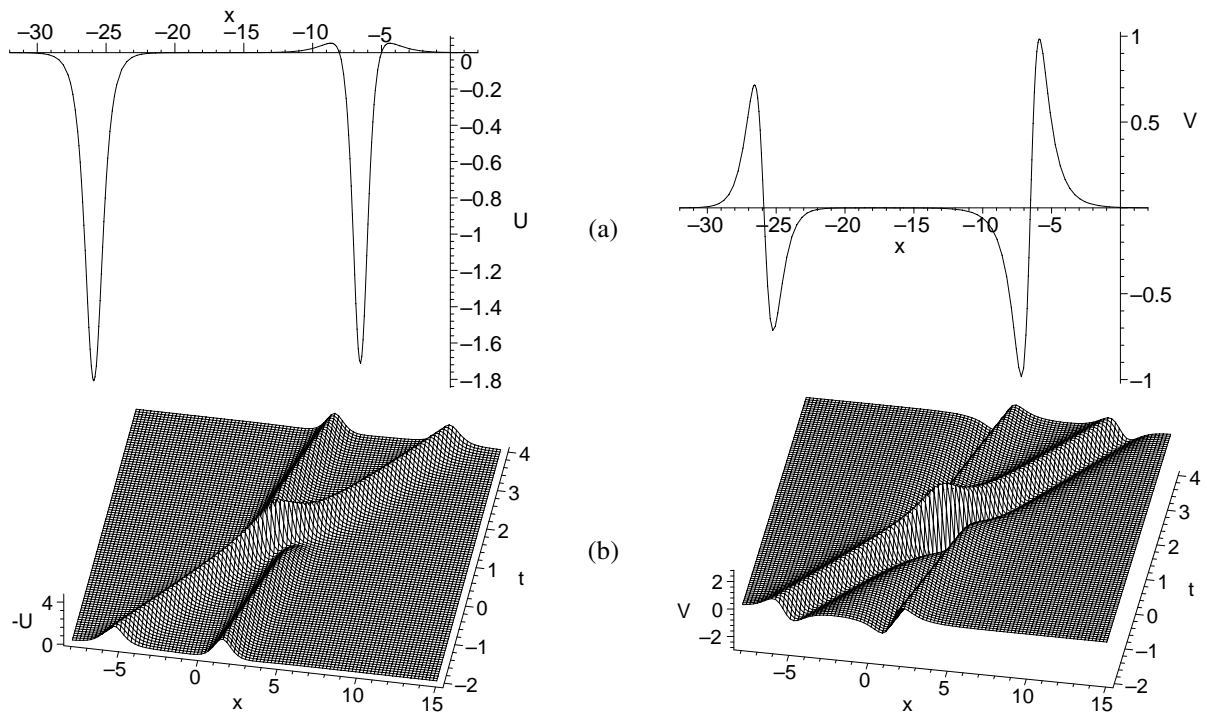 x
–30 –25 –20 –15 –10 –5
0
–0.2
–0.4
–0.6
–0.8
U
–1
–1.2
–1.4
–1.6
–1.8
(a)
1
V
0.5
–30 –25 –20 –15 –10 –5
x
–0.5
–1
4
3
2
1
t
0
–1
–2
4
-U
0
–5 0 5 10 15
x
(b)
4
3
2
1
t
0
–1
–2
2
V 0
–2
–5 0 5 10 15
x